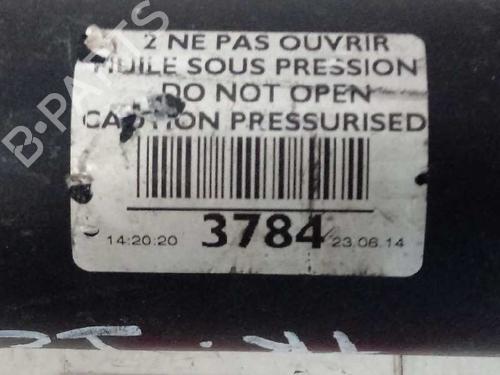 2 NE PAS OUVRIR
HUILE SOUS PRESSION
DO NOT OPEN
CAUTION PRESSURISED
14:20:20 3784 23.06.14
B-PARTS